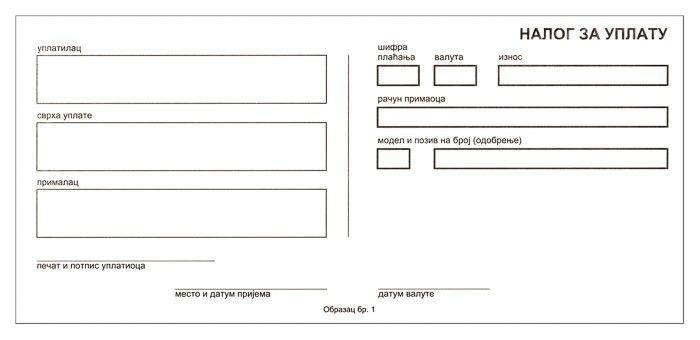 НАЛОГ ЗА УПЛАТУ
уплатилац
сврха уплате
прималац
печат и потпис уплатиоца
место и датум пријема
шифра
плаћања
валута
износ
рачун примаоца
модел и позив на број (одобрење)
датум валуте
Образац бр. 1